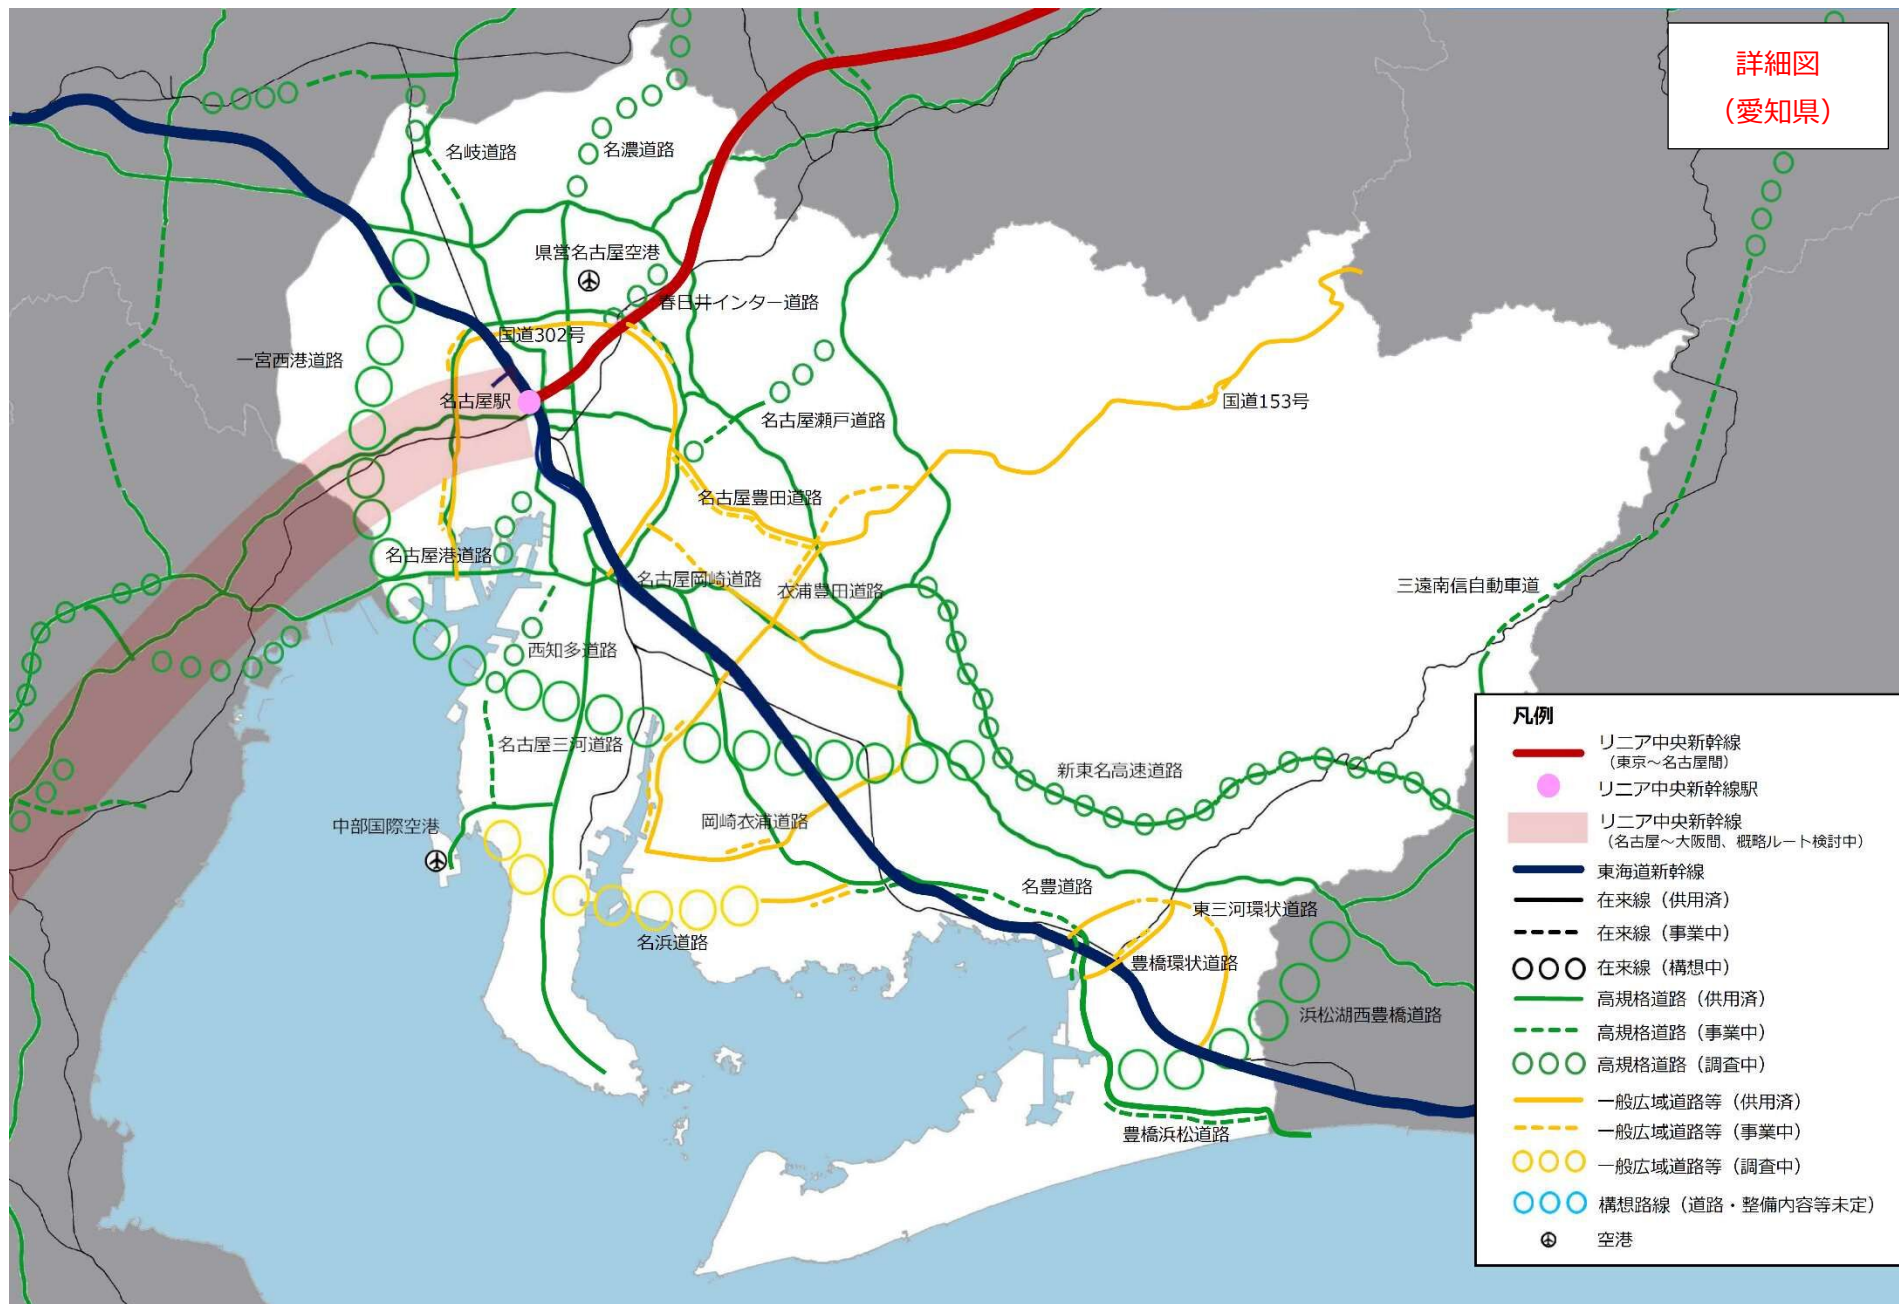 詳細図
（愛知県）
名岐道路
名濃道路
県営名古屋空港
春日井インター道路
国道302号
一宮西港道路
名古屋駅
国道153号
名古屋瀬戸道路
名古屋豊田道路
名古屋港道路
名古屋岡崎道路
衣浦豊田道路
三遠南信自動車道
西知多道路
名古屋三河道路
新東名高速道路
岡崎衣浦道路
中部国際空港
名豊道路
東三河環状道路
名浜道路
豊橋環状道路
浜松湖西豊橋道路
豊橋浜松道路
凡例
リニア中央新幹線
（東京～名古屋間）
リニア中央新幹線駅
リニア中央新幹線
（名古屋～大阪間、概略ルート検討中）
東海道新幹線
在来線（供用済）
在来線（事業中）
在来線（構想中）
高規格道路（供用済）
高規格道路（事業中）
高規格道路（調査中）
一般広域道路等（供用済）
一般広域道路等（事業中）
一般広域道路等（調査中）
構想路線（道路・整備内容等未定）
空港